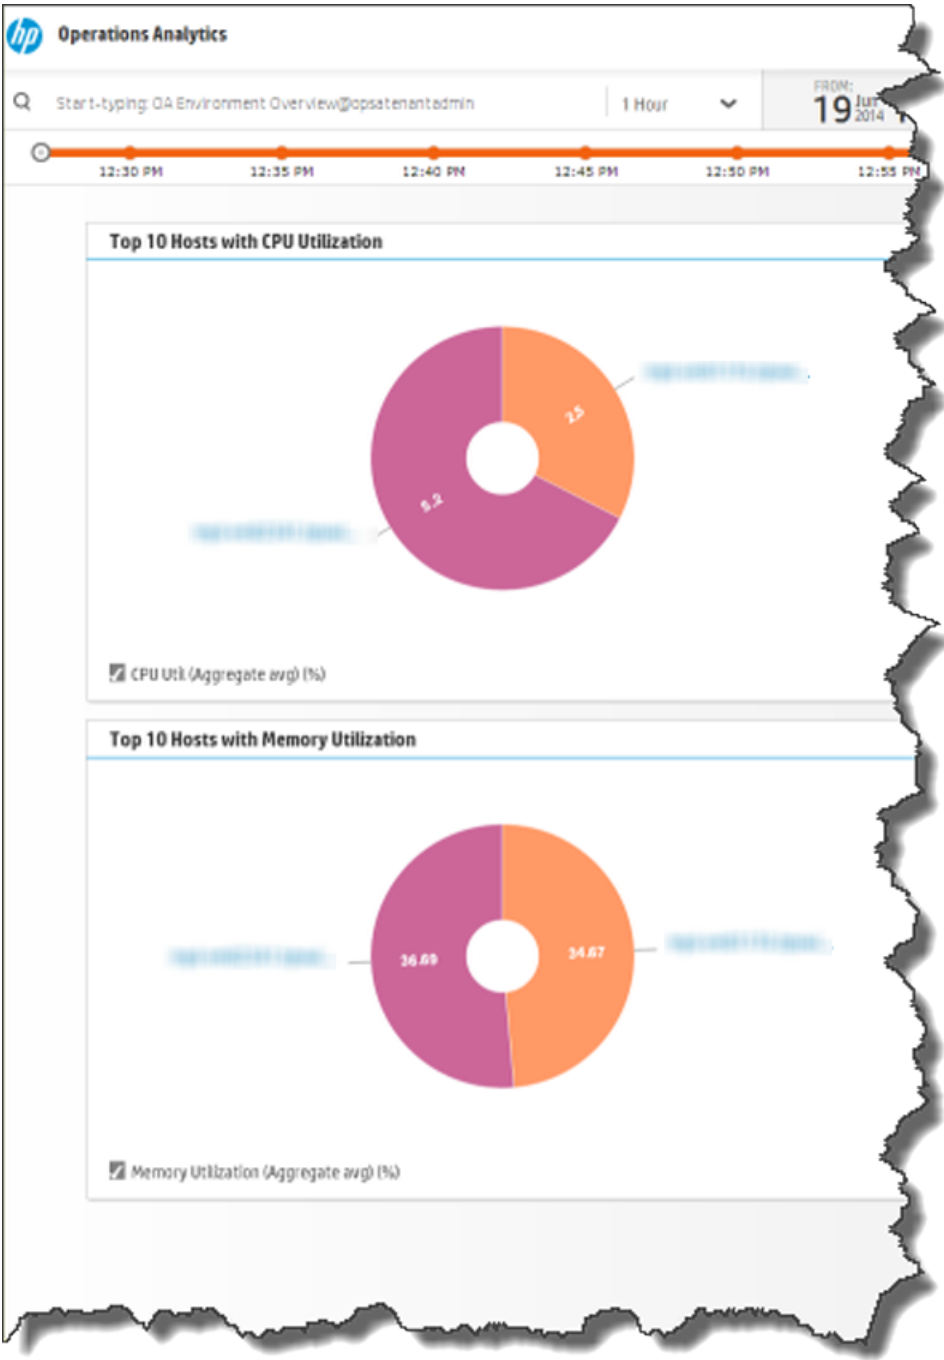 hp Operations Analytics
Start-typing: OA Environment Overview@opsatenantadmin 1 Hour FROM: 19 Jun 2014
12:30 PM 12:35 PM 12:40 PM 12:45 PM 12:50 PM 12:55 PM
Top 10 Hosts with CPU Utilization
2.5
5.2
CPU Util (Aggregate avg) (%)
Top 10 Hosts with Memory Utilization
36.69 34.67
Memory Utilization (Aggregate avg) (%)